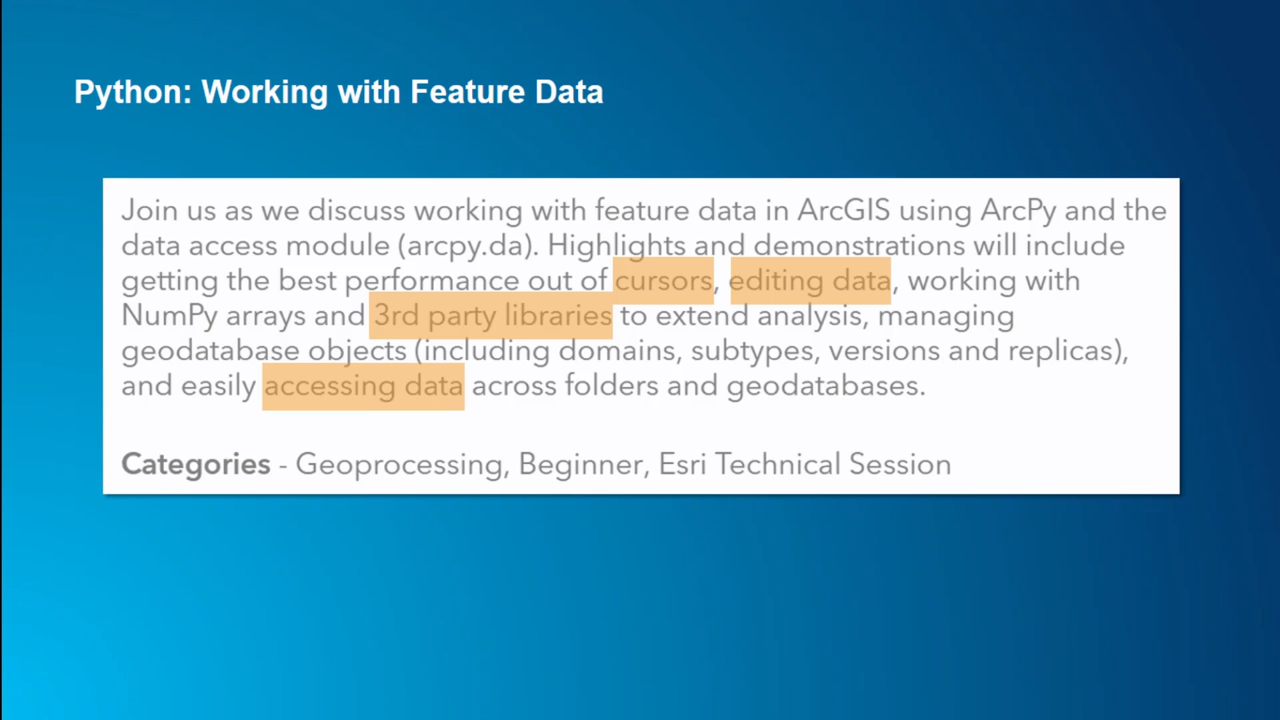 Python: Working with Feature Data
Join us as we discuss working with feature data in ArcGIS using ArcPy and the
data access module (arcpy.da). Highlights and demonstrations will include
getting the best performance out of cursors, editing data, working with
NumPy arrays and 3rd party libraries to extend analysis, managing
geodatabase objects (including domains, subtypes, versions and replicas),
and easily accessing data across folders and geodatabases.
Categories - Geoprocessing, Beginner, Esri Technical Session